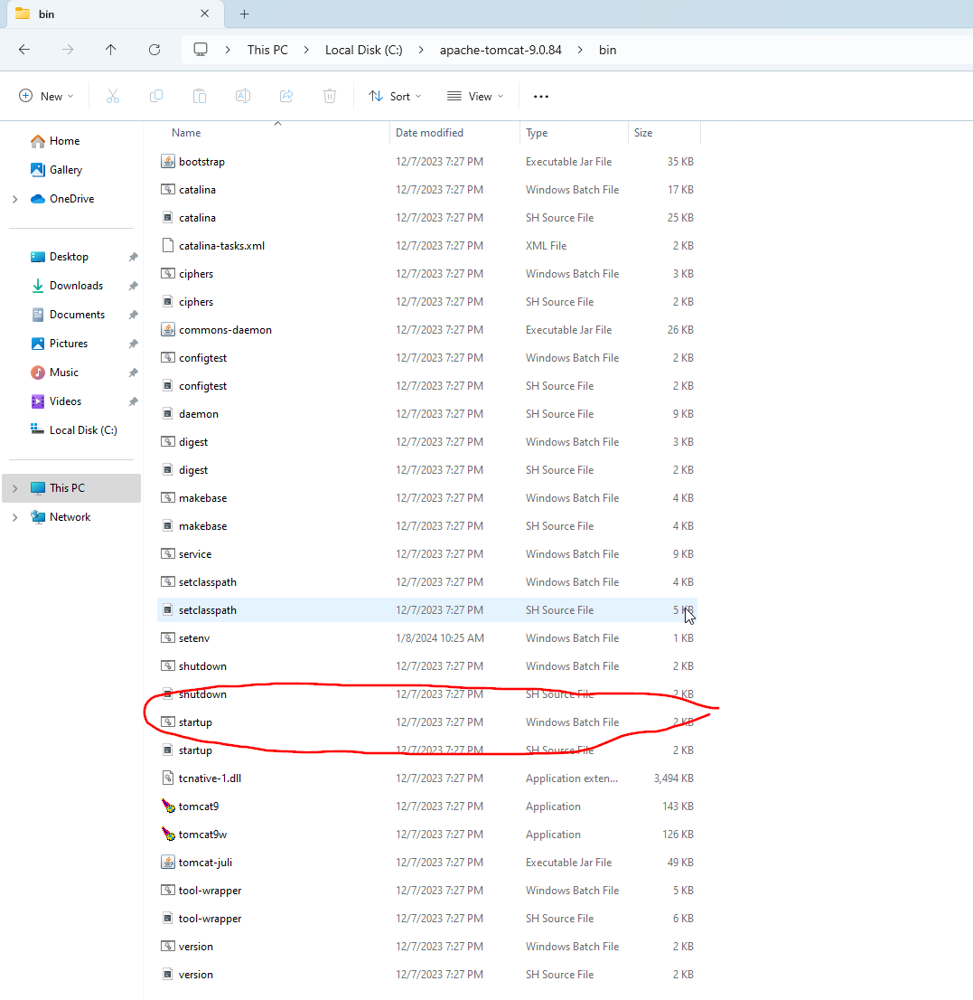 bin
This PC > Local Disk (C:) > apache-tomcat-9.0.84 > bin
New Sort View
Name Date modified Type Size
Home
Gallery
OneDrive
Desktop
Downloads
Documents
Pictures
Music
Videos
Local Disk (C:)
This PC
Network
bootstrap 12/7/2023 7:27 PM Executable Jar File 35 KB
catalina 12/7/2023 7:27 PM Windows Batch File 17 KB
catalina 12/7/2023 7:27 PM SH Source File 25 KB
catalina-tasks.xml 12/7/2023 7:27 PM XML File 2 KB
ciphers 12/7/2023 7:27 PM Windows Batch File 3 KB
ciphers 12/7/2023 7:27 PM SH Source File 2 KB
commons-daemon 12/7/2023 7:27 PM Executable Jar File 26 KB
configtest 12/7/2023 7:27 PM Windows Batch File 2 KB
configtest 12/7/2023 7:27 PM SH Source File 2 KB
daemon 12/7/2023 7:27 PM SH Source File 9 KB
digest 12/7/2023 7:27 PM Windows Batch File 3 KB
digest 12/7/2023 7:27 PM SH Source File 2 KB
makebase 12/7/2023 7:27 PM Windows Batch File 4 KB
makebase 12/7/2023 7:27 PM SH Source File 4 KB
service 12/7/2023 7:27 PM Windows Batch File 9 KB
setclasspath 12/7/2023 7:27 PM Windows Batch File 4 KB
setclasspath 12/7/2023 7:27 PM SH Source File 5 KB
setenv 1/8/2024 10:25 AM Windows Batch File 1 KB
shutdown 12/7/2023 7:27 PM Windows Batch File 2 KB
shutdown 12/7/2023 7:27 PM SH Source File 2 KB
startup 12/7/2023 7:27 PM Windows Batch File 2 KB
startup 12/7/2023 7:27 PM SH Source File 2 KB
tcnative-1.dll 12/7/2023 7:27 PM Application exten... 3,494 KB
tomcat9 12/7/2023 7:27 PM Application 143 KB
tomcat9w 12/7/2023 7:27 PM Application 126 KB
tomcat-juli 12/7/2023 7:27 PM Executable Jar File 49 KB
tool-wrapper 12/7/2023 7:27 PM Windows Batch File 5 KB
tool-wrapper 12/7/2023 7:27 PM SH Source File 6 KB
version 12/7/2023 7:27 PM Windows Batch File 2 KB
version 12/7/2023 7:27 PM SH Source File 2 KB